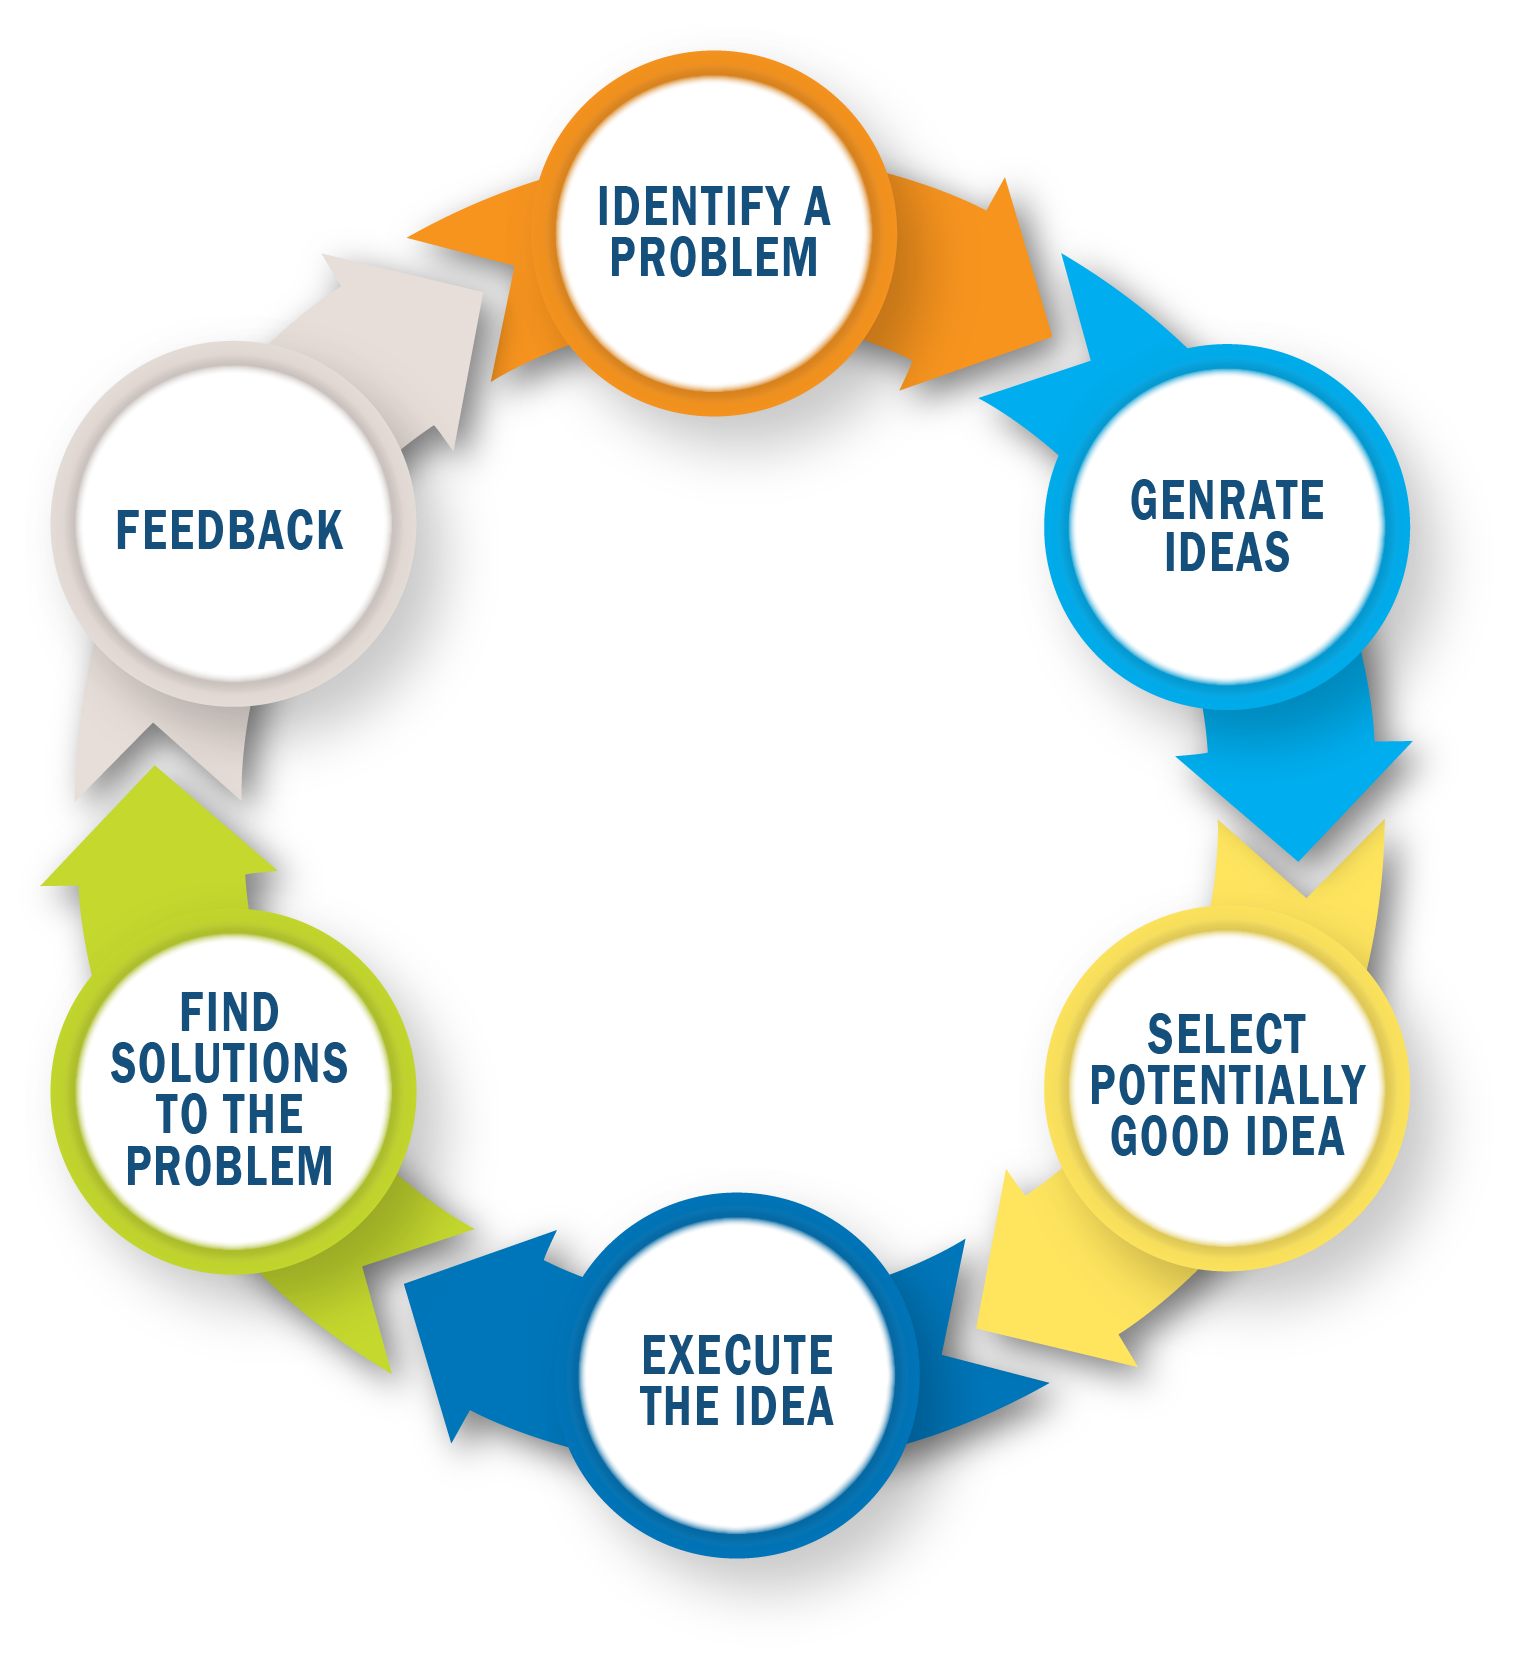 IDENTIFY A
PROBLEM
GENRATE
IDEAS
SELECT
POTENTIALLY
GOOD IDEA
EXECUTE
THE IDEA
FIND
SOLUTIONS
TO THE
PROBLEM
FEEDBACK